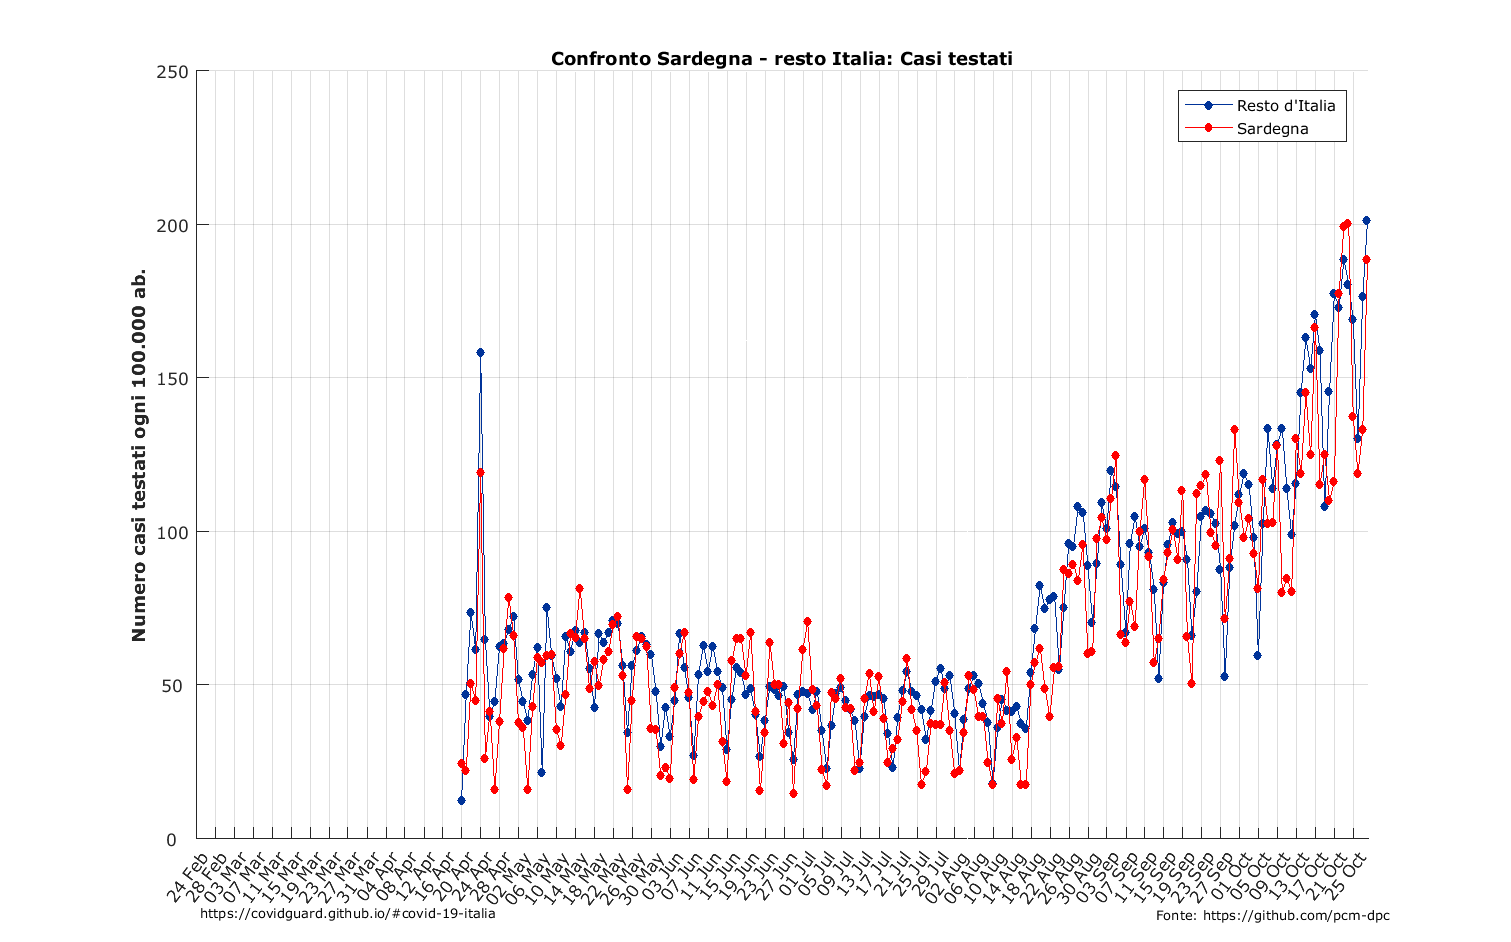 Confronto Sardegna - resto Italia: Casi testati
Resto d'Italia
Sardegna
Numero casi testati ogni 100.000 ab.
250
200
150
100
50
0
24 Feb
28 Feb
03 Mar
07 Mar
11 Mar
15 Mar
19 Mar
23 Mar
27 Mar
31 Mar
04 Apr
08 Apr
12 Apr
16 Apr
20 Apr
24 Apr
28 Apr
02 May
06 May
10 May
14 May
18 May
22 May
26 May
30 May
03 Jun
07 Jun
11 Jun
15 Jun
19 Jun
23 Jun
27 Jun
01 Jul
05 Jul
09 Jul
13 Jul
17 Jul
21 Jul
25 Jul
29 Jul
02 Aug
06 Aug
10 Aug
14 Aug
18 Aug
22 Aug
26 Aug
30 Aug
03 Sep
07 Sep
11 Sep
15 Sep
19 Sep
23 Sep
27 Sep
01 Oct
05 Oct
09 Oct
13 Oct
17 Oct
21 Oct
25 Oct
https://covidguard.github.io/#covid-19-italia
Fonte: https://github.com/pcm-dpc